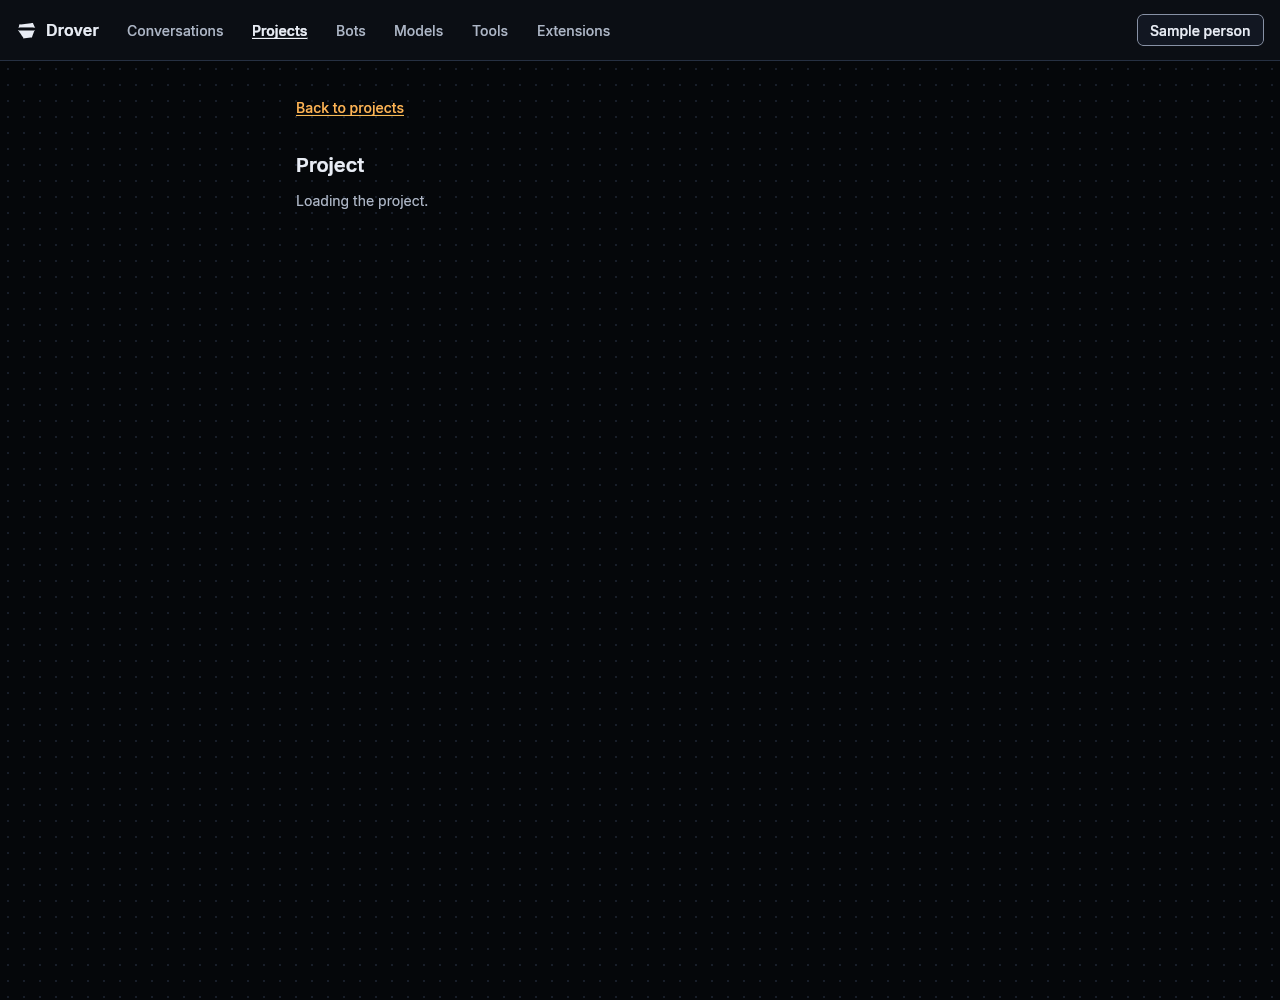 Drover
Conversations
Projects
Bots
Models
Tools
Extensions
Sample person
Back to projects
Project
Loading the project.